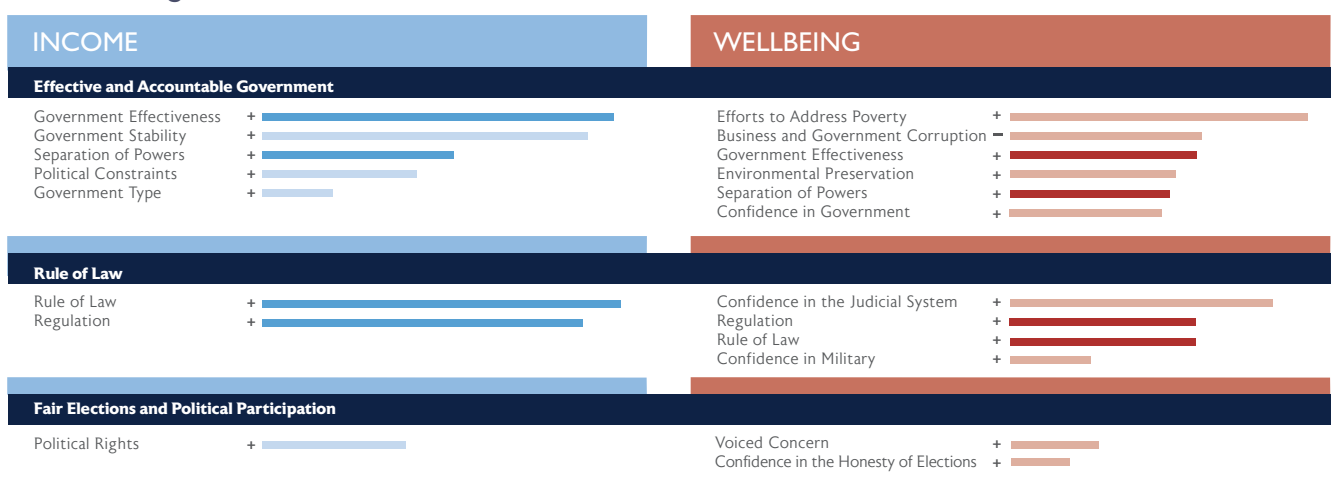 INCOME
WELLBEING
Effective and Accountable Government
Government Effectiveness +
Government Stability +
Separation of Powers +
Political Constraints +
Government Type +
Efforts to Address Poverty +
Business and Government Corruption −
Government Effectiveness +
Environmental Preservation +
Separation of Powers +
Confidence in Government +
Rule of Law
Rule of Law +
Regulation +
Confidence in the Judicial System +
Regulation +
Rule of Law +
Confidence in Military +
Fair Elections and Political Participation
Political Rights +
Voiced Concern +
Confidence in the Honesty of Elections +